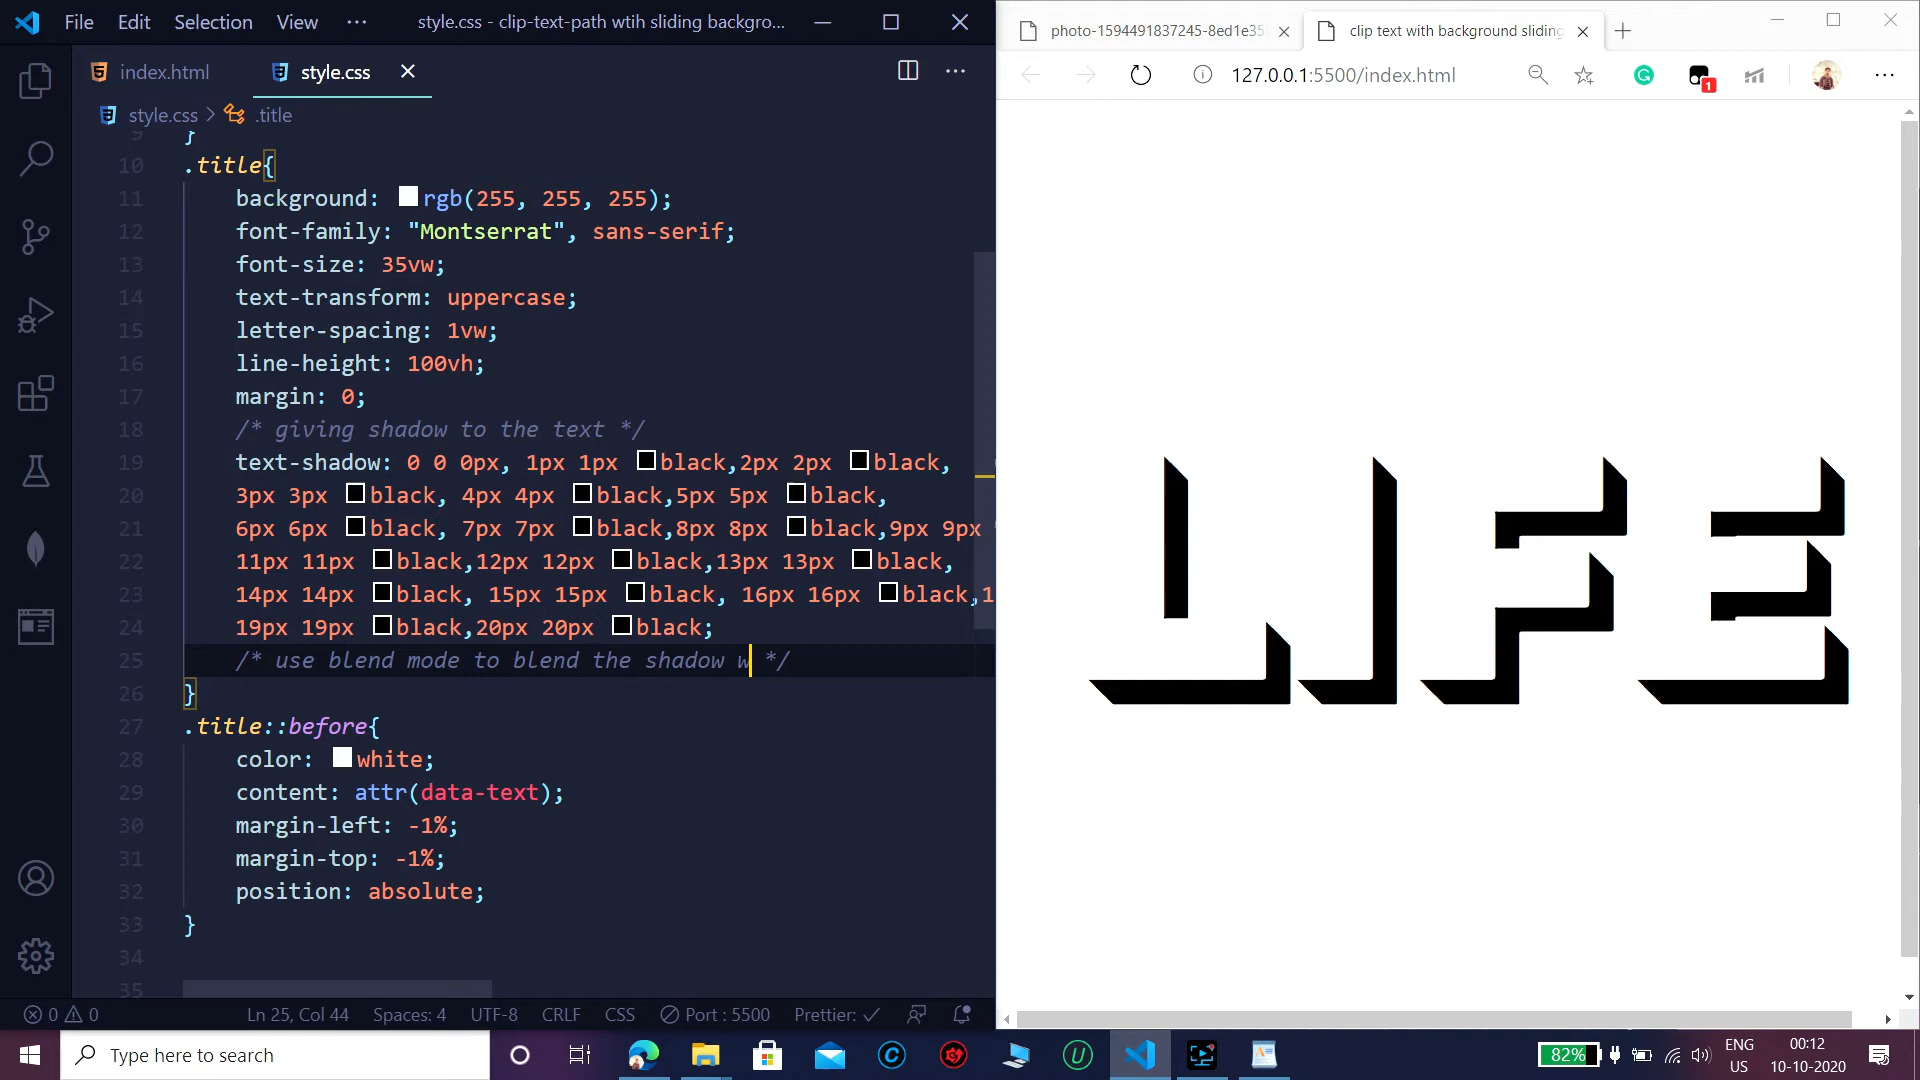 File Edit Selection View ··· style.css - clip-text-path wtih sliding backgro...
index.html style.css
style.css > .title
9 }
10 .title{
11 background: rgb(255, 255, 255);
12 font-family: "Montserrat", sans-serif;
13 font-size: 35vw;
14 text-transform: uppercase;
15 letter-spacing: 1vw;
16 line-height: 100vh;
17 margin: 0;
18 /* giving shadow to the text */
19 text-shadow: 0 0 0px, 1px 1px black,2px 2px black,
20 3px 3px black, 4px 4px black,5px 5px black,
21 6px 6px black, 7px 7px black,8px 8px black,9px 9px
22 11px 11px black,12px 12px black,13px 13px black,
23 14px 14px black, 15px 15px black, 16px 16px black,1
24 19px 19px black,20px 20px black;
25 /* use blend mode to blend the shadow w */
26 }
27 .title::before{
28 color: white;
29 content: attr(data-text);
30 margin-left: -1%;
31 margin-top: -1%;
32 position: absolute;
33 }
34
35
0 0 Ln 25, Col 44 Spaces: 4 UTF-8 CRLF CSS Port : 5500 Prettier: ✓
photo-1594491837245-8ed1e35 clip text with background sliding
127.0.0.1:5500/index.html
1
LIFE
Type here to search
82%
ENG
US
00:12
10-10-2020